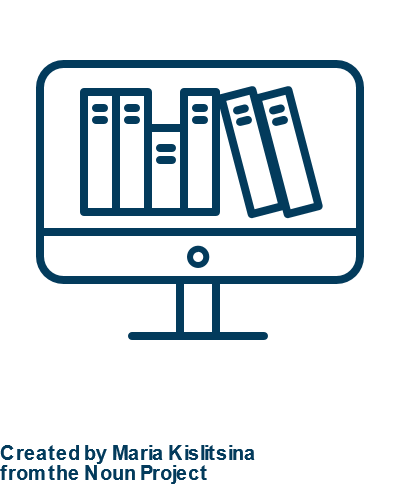 Created by Maria Kislitsina
from the Noun Project